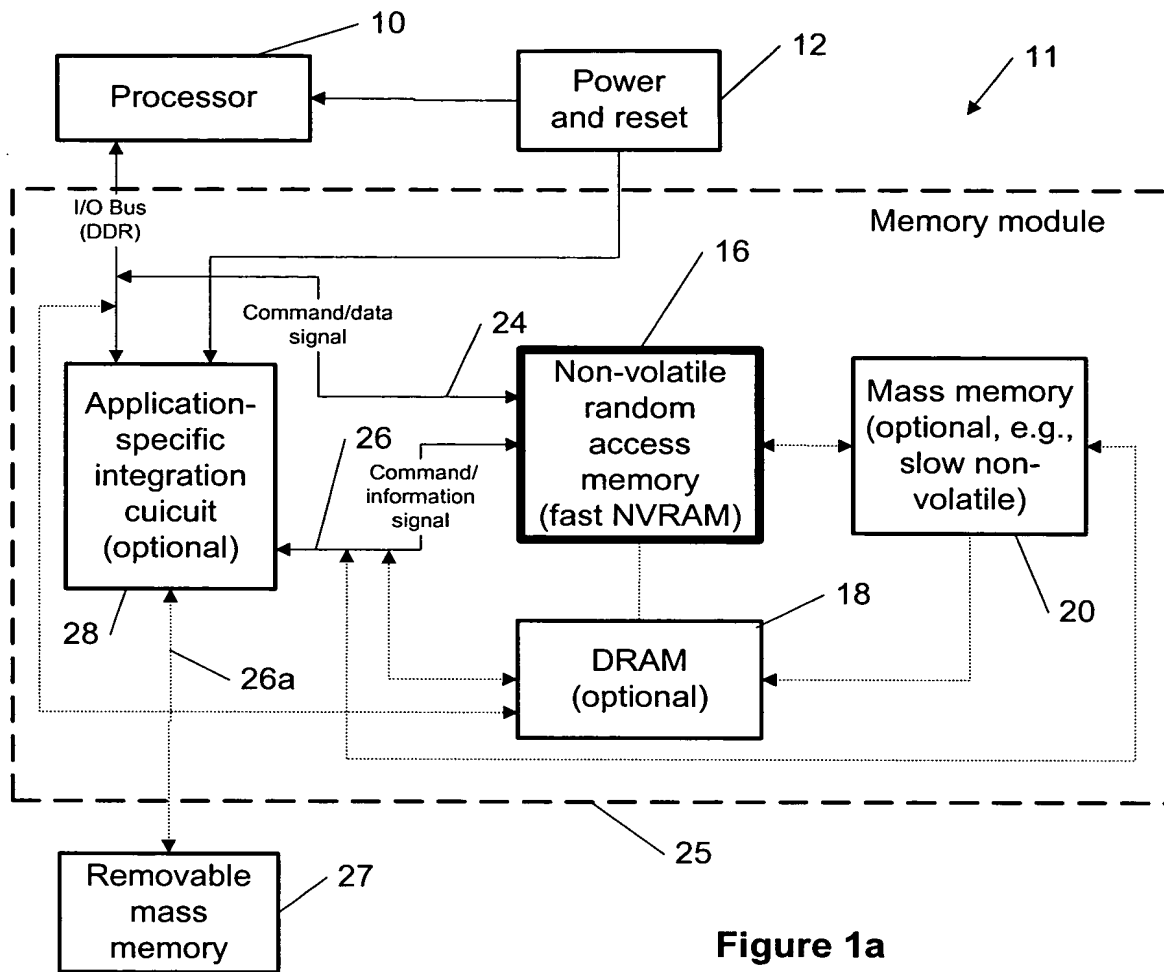 10
12
11
Processor
Power
and reset
I/O Bus
(DDR)
Memory module
16
Command/data
signal
24
Non-volatile
random
access
memory
(fast NVRAM)
Mass memory
(optional, e.g.,
slow non-
volatile)
Application-
specific
integration
cuicuit
(optional)
26
Command/
information
signal
18
20
28
DRAM
(optional)
26a
25
Removable
mass
memory
27
Figure 1a